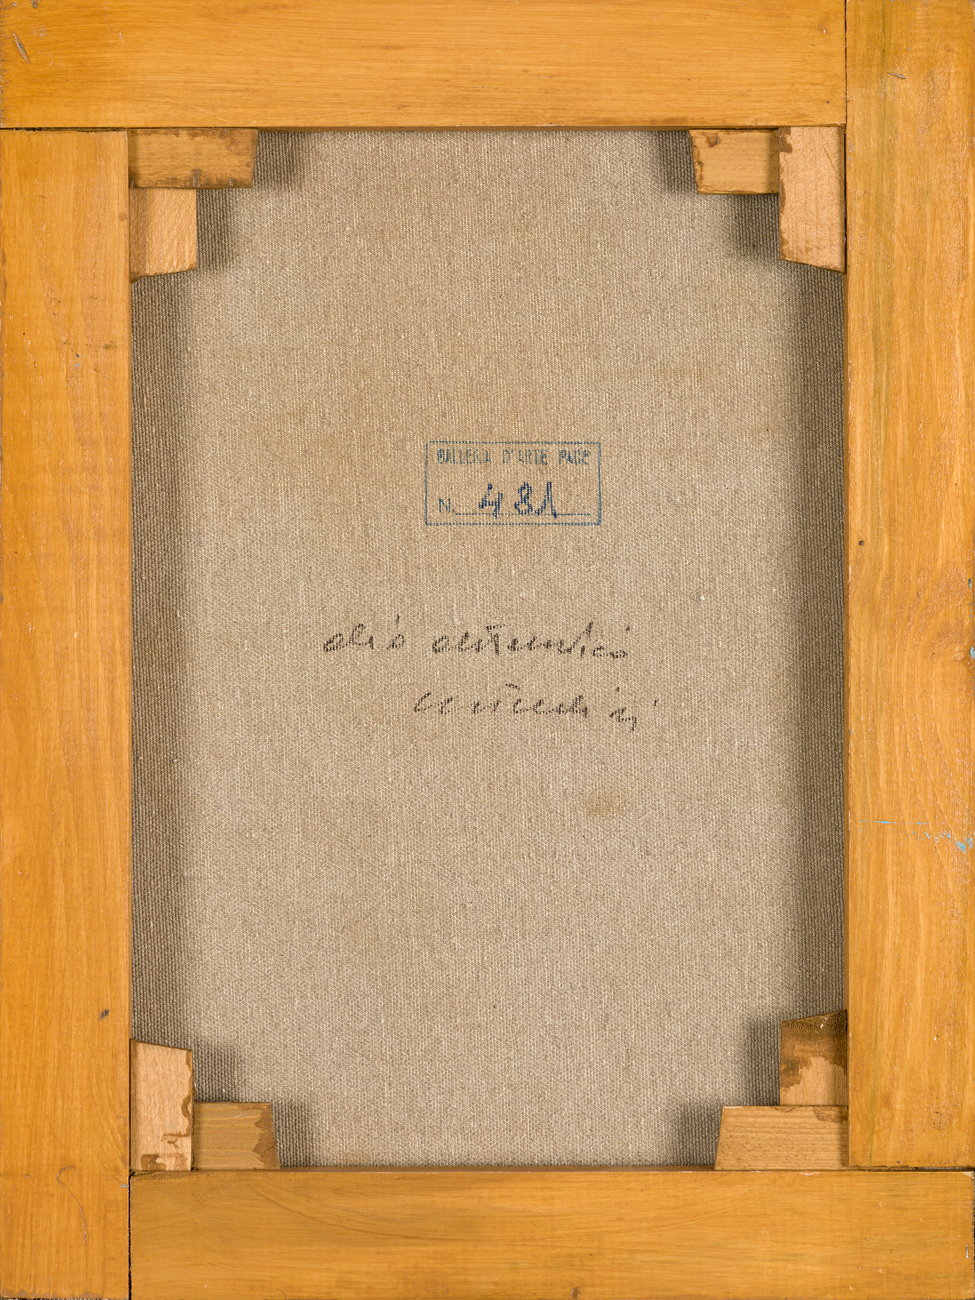 GALLERIA D'ARTE PACE
N. 481
olio autentico